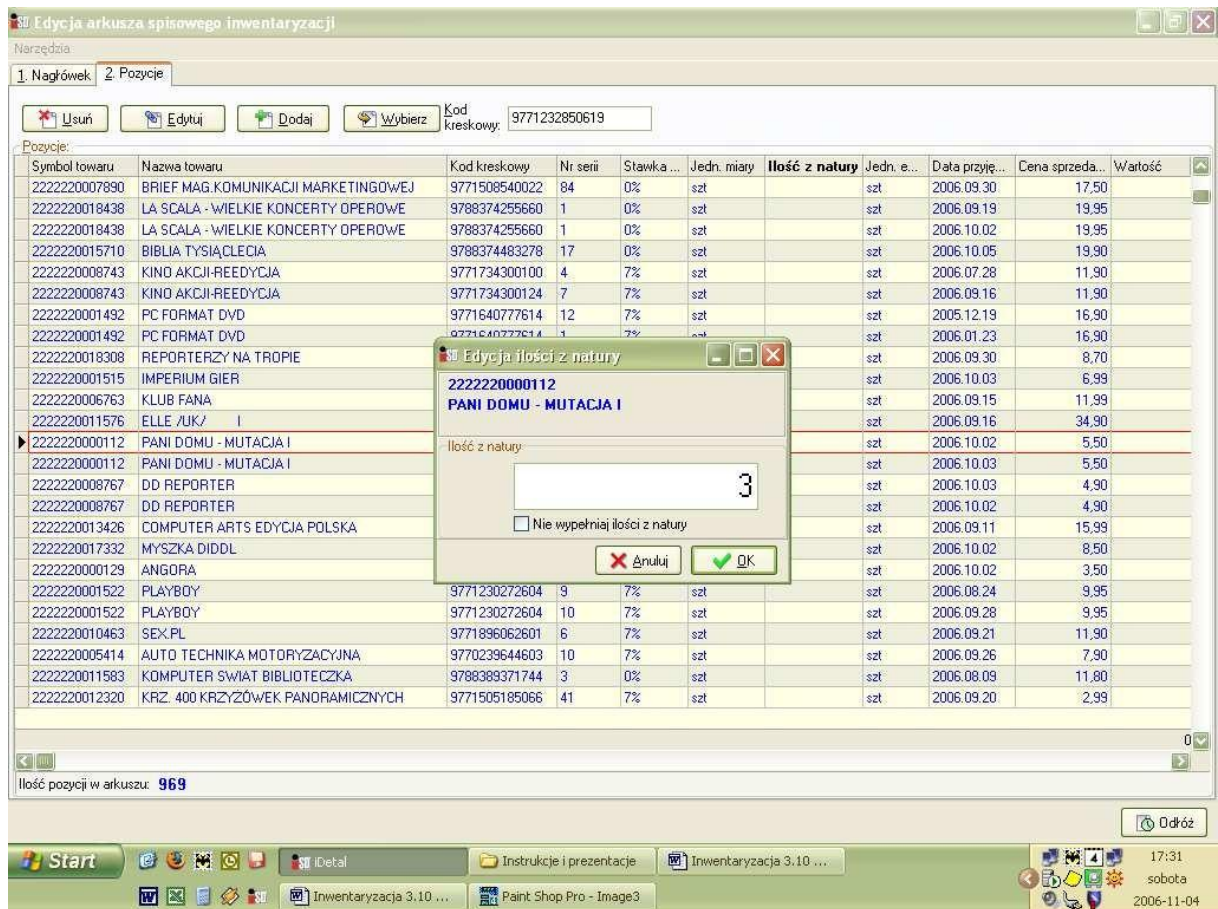 Edycja arkusza spisowego inwentaryzacji
Narzędzia
1. Nagłówek 2. Pozycje
Usuń Edytuj Dodaj Wybierz Kod kreskowy: 9771232850619
Pozycje:
Symbol towaru Nazwa towaru Kod kreskowy Nr serii Stawka ... Jedn. miary Ilość z natury Jedn. e... Data przyję... Cena sprzeda... Wartość
2222220007890 BRIEF MAG.KOMUNIKACJI MARKETINGOWEJ 9771508540022 84 0% szt szt 2006.09.30 17,50
2222220018438 LA SCALA - WIELKIE KONCERTY OPEROWE 9788374255660 1 0% szt szt 2006.09.19 19,95
2222220018438 LA SCALA - WIELKIE KONCERTY OPEROWE 9788374255660 1 0% szt szt 2006.10.02 19,95
2222220015710 BIBLIA TYSIĄCLECIA 9788374483278 17 0% szt szt 2006.10.05 19,90
2222220008743 KINO AKCJI-REEDYCJA 9771734300100 4 7% szt szt 2006.07.28 11,90
2222220008743 KINO AKCJI-REEDYCJA 9771734300124 7 7% szt szt 2006.09.16 11,90
2222220001492 PC FORMAT DVD 9771640777614 12 7% szt szt 2005.12.19 16,90
2222220001492 PC FORMAT DVD 9771640777614 1 7% szt szt 2006.01.23 16,90
2222220018308 REPORTERZY NA TROPIE szt 2006.09.30 8,70
2222220001515 IMPERIUM GIER szt 2006.10.03 6,99
2222220006763 KLUB FANA szt 2006.09.15 11,99
2222220011576 ELLE /UK/ I szt 2006.09.16 34,90
2222220000112 PANI DOMU - MUTACJA I szt 2006.10.02 5,50
2222220000112 PANI DOMU - MUTACJA I szt 2006.10.03 5,50
2222220008767 DD REPORTER szt 2006.10.03 4,90
2222220008767 DD REPORTER szt 2006.10.02 4,90
2222220013426 COMPUTER ARTS EDYCJA POLSKA szt 2006.09.11 15,99
2222220017332 MYSZKA DIDDL szt 2006.10.02 8,50
2222220000129 ANGORA szt 2006.10.02 3,50
2222220001522 PLAYBOY 9771230272604 9 7% szt szt 2006.08.24 9,95
2222220001522 PLAYBOY 9771230272604 10 7% szt szt 2006.09.28 9,95
2222220010463 SEX.PL 9771896062601 6 7% szt szt 2006.09.21 11,90
2222220005414 AUTO TECHNIKA MOTORYZACYJNA 9770239644603 10 7% szt szt 2006.09.26 7,90
2222220011583 KOMPUTER SWIAT BIBLIOTECZKA 9788389371744 3 0% szt szt 2006.08.09 11,80
2222220012320 KRZ. 400 KRZYŻÓWEK PANORAMICZNYCH 9771505185066 41 7% szt szt 2006.09.20 2,99
0
Ilość pozycji w arkuszu: 969
Odłóż
Edycja ilości z natury
2222220000112
PANI DOMU - MUTACJA I
Ilość z natury
3
Nie wypełniaj ilości z natury
Anuluj OK
Start iDetal Instrukcje i prezentacje Inwentaryzacja 3.10 ... 4 17:31
sobota
Inwentaryzacja 3.10 ... Paint Shop Pro - Image3 2006-11-04